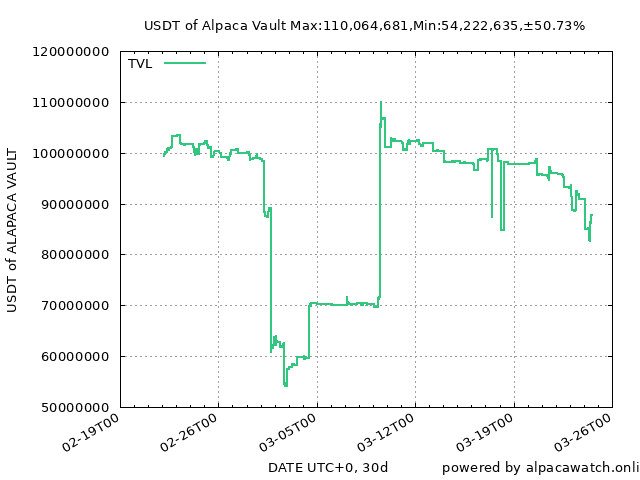 USDT of Alpaca Vault Max:110,064,681,Min:54,222,635,±50.73%
TVL
120000000
110000000
100000000
90000000
80000000
70000000
60000000
50000000
USDT of ALAPACA VAULT
02-19T00
02-26T00
03-05T00
03-12T00
03-19T00
03-26T00
DATE UTC+0, 30d
powered by alpacawatch.onli